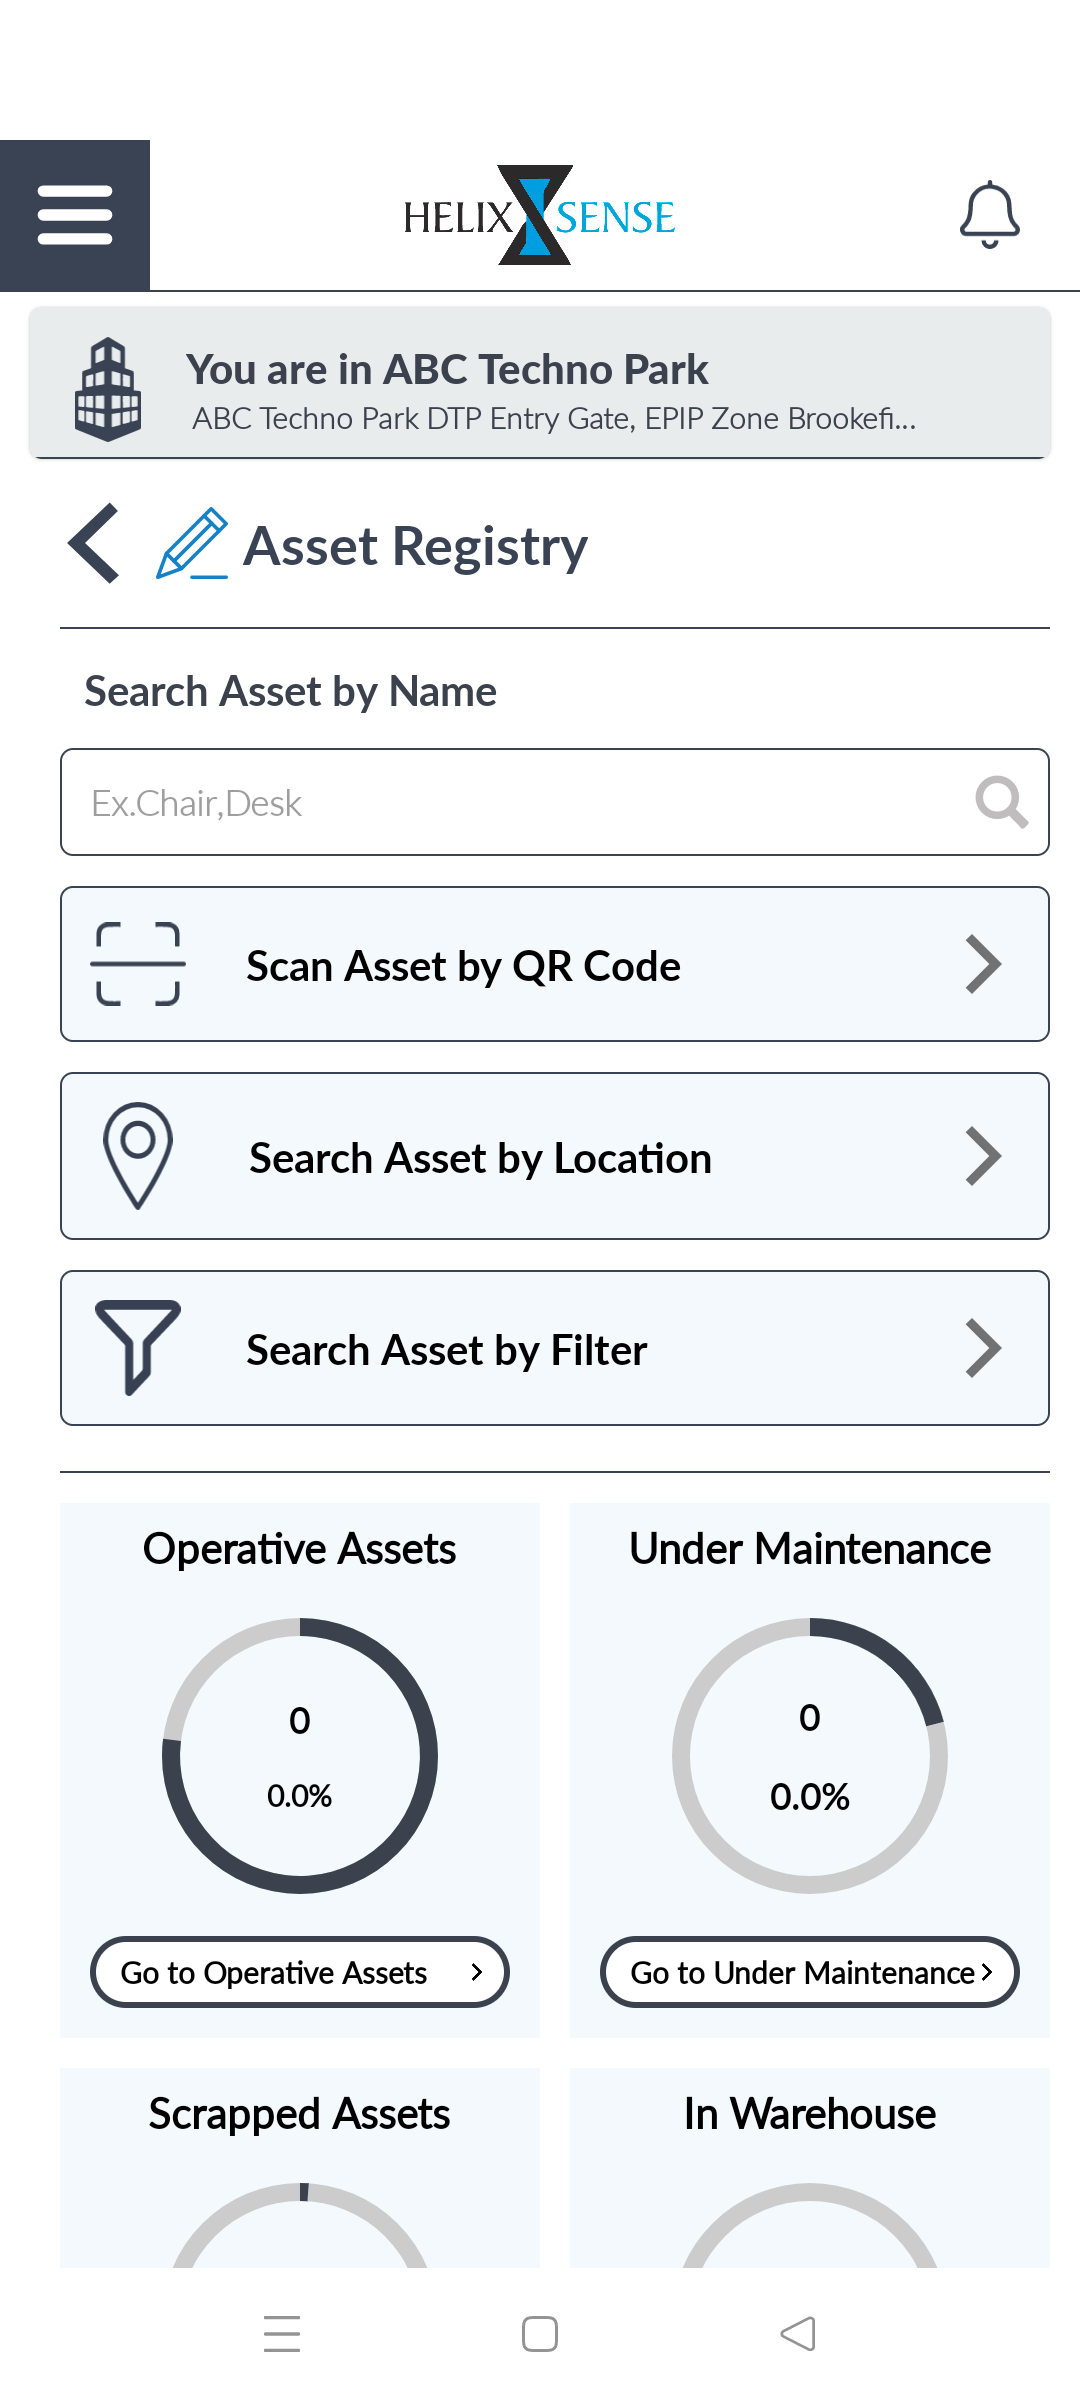 HELIX SENSE
You are in ABC Techno Park
ABC Techno Park DTP Entry Gate, EPIP Zone Brookefi...
Asset Registry
Search Asset by Name
Ex.Chair,Desk
Scan Asset by QR Code
Search Asset by Location
Search Asset by Filter
Operative Assets
0
0.0%
Go to Operative Assets
Under Maintenance
0
0.0%
Go to Under Maintenance
Scrapped Assets
In Warehouse